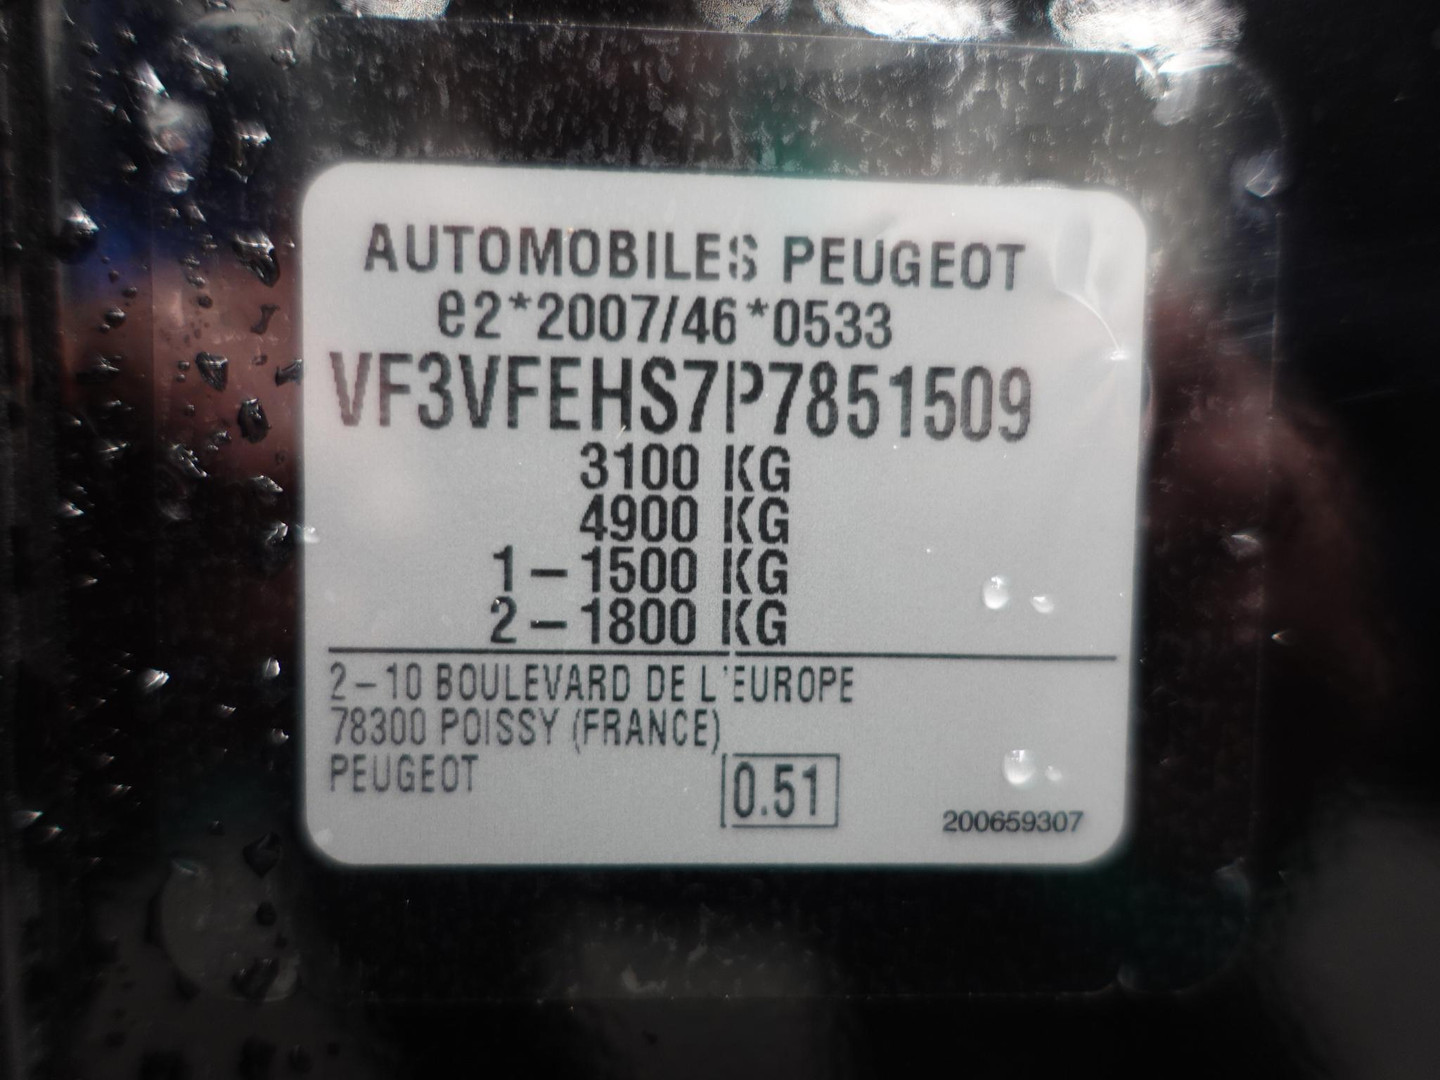 AUTOMOBILES PEUGEOT
e2*2007/46*0533
VF3VFEHS7P7851509
3100 KG
4900 KG
1-1500 KG
2-1800 KG
2-10 BOULEVARD DE L'EUROPE
78300 POISSY (FRANCE)
PEUGEOT
0.51
200659307